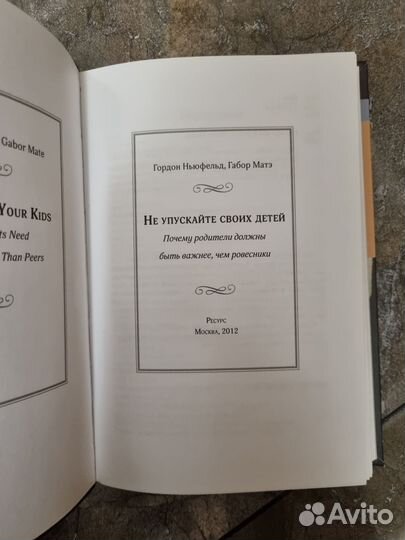 Gabor Mate
Your Kids
ts Need
Than Peers
Гордон Ньюфельд, Габор Матэ
Не упускайте своих детей
Почему родители должны
быть важнее, чем ровесники
Ресурс
Москва, 2012
Avito